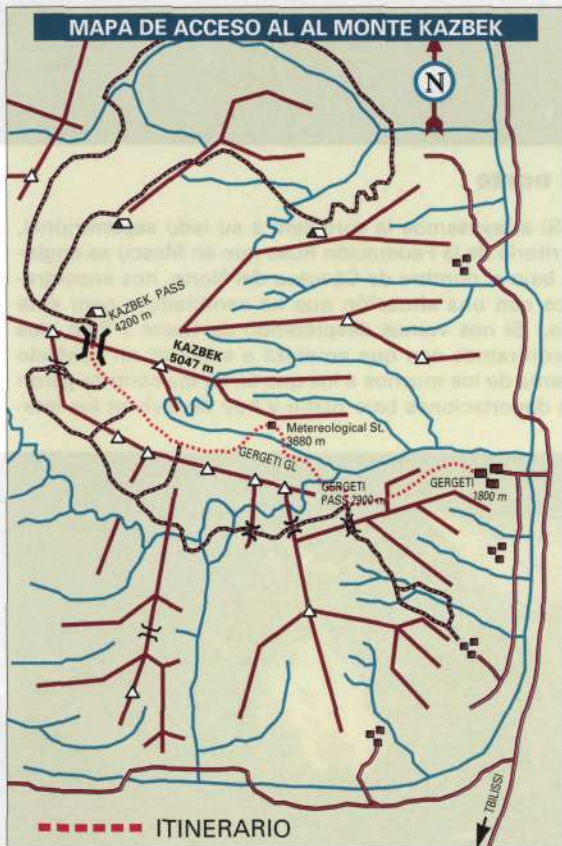 MAPA DE ACCESO AL AL MONTE KAZBEK
N
KAZBEK PASS
4200 m
KAZBEK
5047 m
Metereological St.
3680 m
GERGETI GL
GERGETI
PASS 2900 m
GERGETI
1800 m
TBILISSI
ITINERARIO